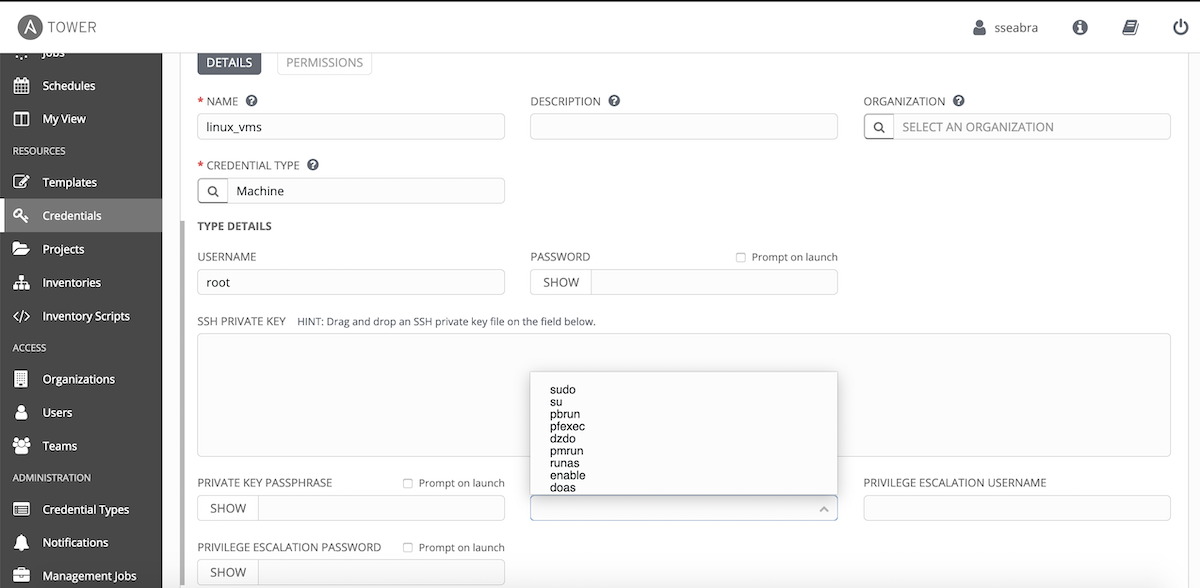 A TOWER
sseabra
Jobs
Schedules
My View
RESOURCES
Templates
Credentials
Projects
Inventories
Inventory Scripts
ACCESS
Organizations
Users
Teams
ADMINISTRATION
Credential Types
Notifications
Management Jobs
DETAILS PERMISSIONS
* NAME ? DESCRIPTION ? ORGANIZATION ?
linux_vms SELECT AN ORGANIZATION
* CREDENTIAL TYPE ?
Machine
TYPE DETAILS
USERNAME PASSWORD Prompt on launch
root SHOW
SSH PRIVATE KEY HINT: Drag and drop an SSH private key file on the field below.
sudo
su
pbrun
pfexec
dzdo
pmrun
runas
enable
doas
PRIVATE KEY PASSPHRASE Prompt on launch PRIVILEGE ESCALATION USERNAME
SHOW
PRIVILEGE ESCALATION PASSWORD Prompt on launch
SHOW